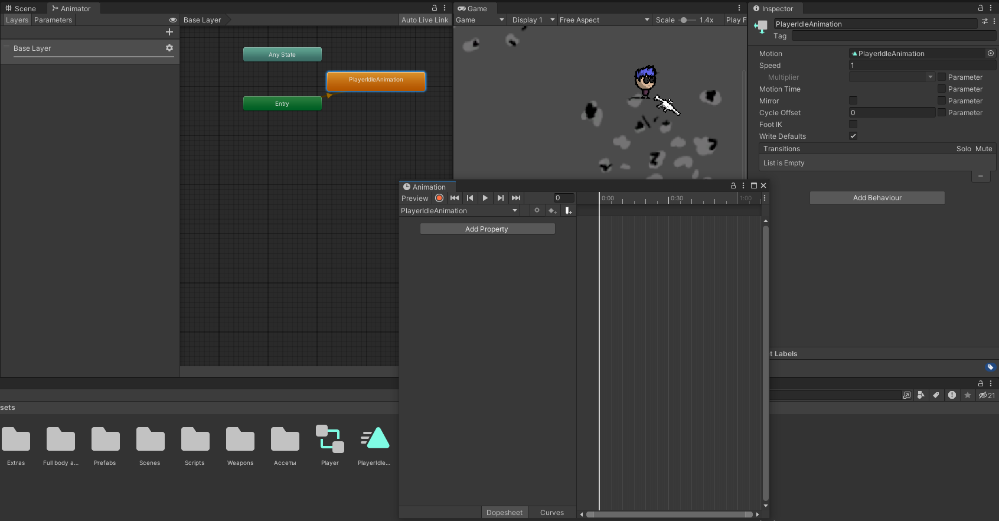 Scene Animator
Layers Parameters
Base Layer Auto Live Link
Base Layer
Any State
PlayerIdleAnimation
Entry
Game
Game Display 1 Free Aspect Scale 1.4x Play F
Inspector
PlayerIdleAnimation
Tag
Motion PlayerIdleAnimation
Speed 1
Multiplier Parameter
Motion Time Parameter
Mirror Parameter
Cycle Offset 0 Parameter
Foot IK
Write Defaults
Transitions Solo Mute
List is Empty
Add Behaviour
t Labels
21
Animation
Preview 0 0:00 0:30 1:00
PlayerIdleAnimation
Add Property
Dopesheet Curves
sets
Extras Full body a... Prefabs Scenes Scripts Weapons Ассеты Player PlayerIdle...